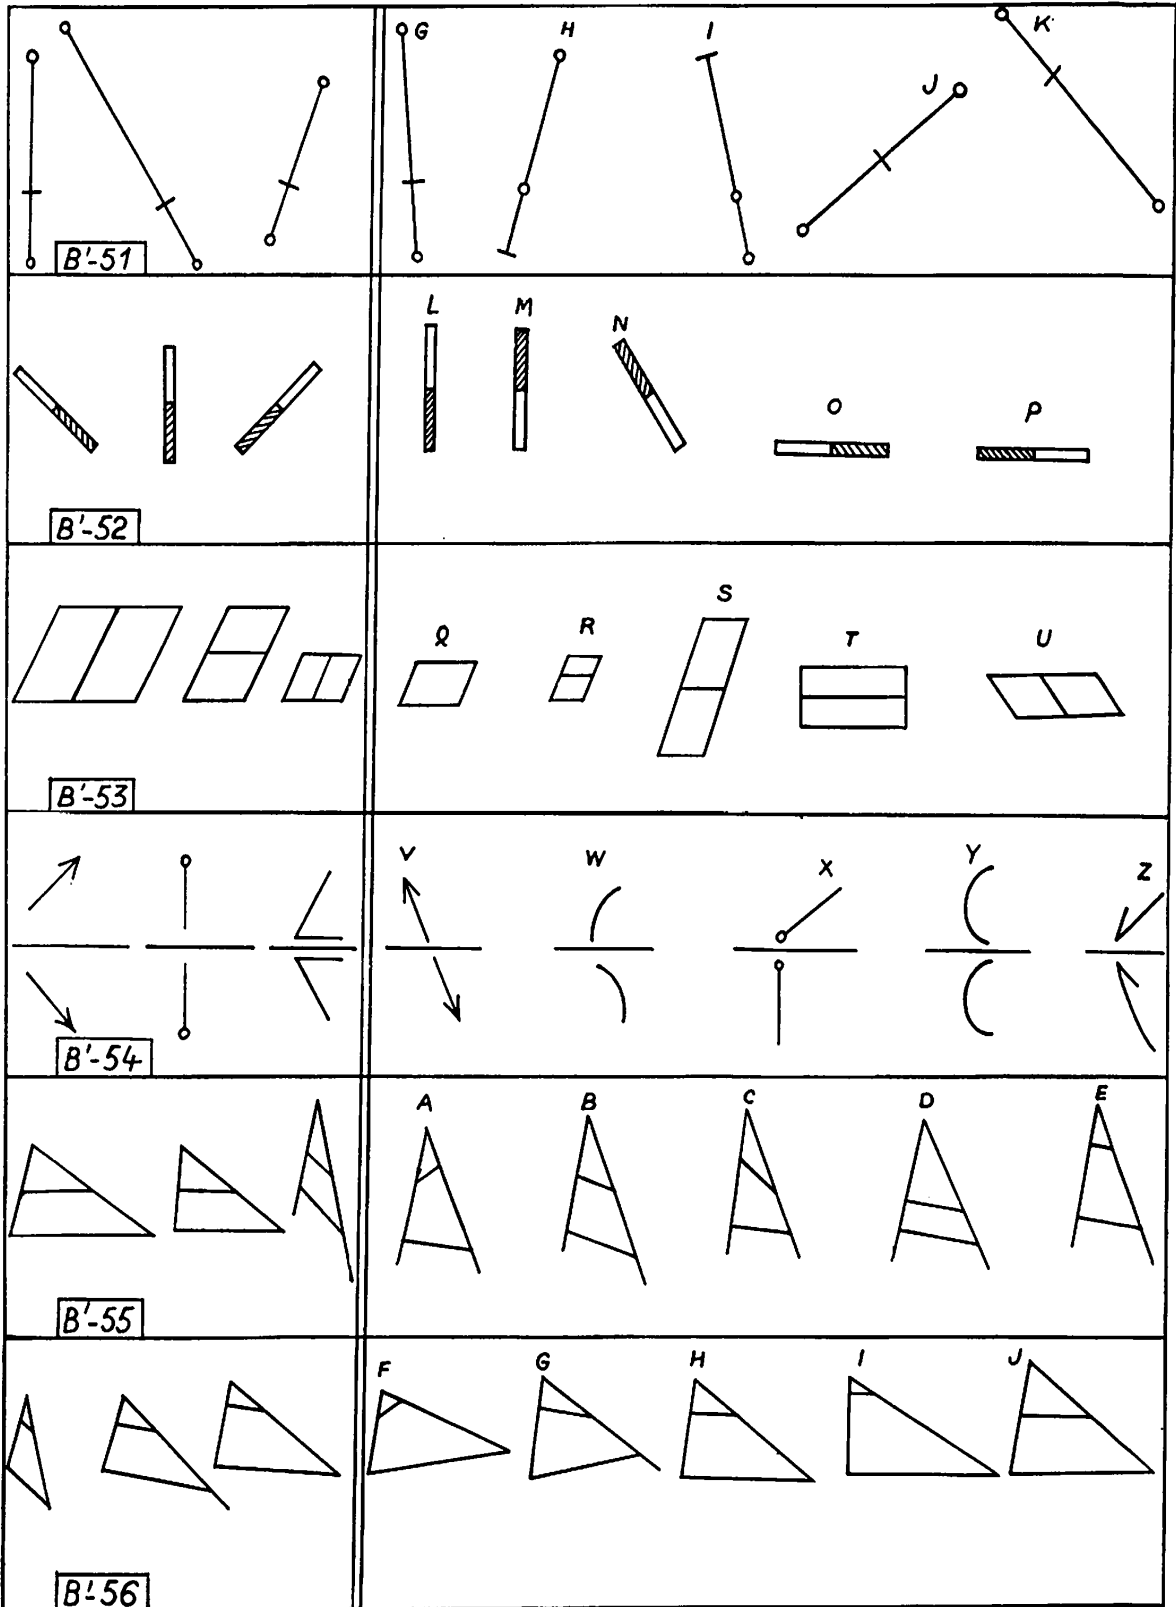 G H I J K
B'-51
L M N O P
B'-52
Q R S T U
B'-53
V W X Y Z
B'-54
A B C D E
B'-55
F G H I J
B'-56